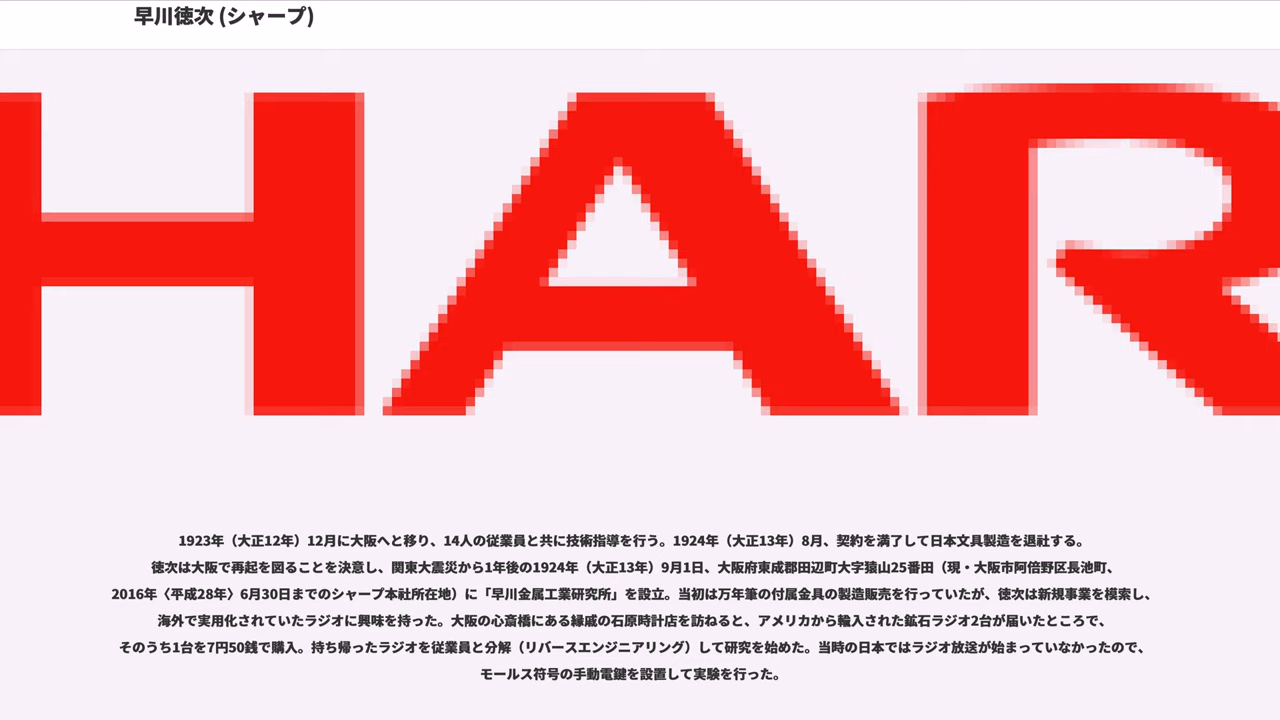 早川徳次 (シャープ)
HAR
1923年（大正12年）12月に大阪へと移り、14人の従業員と共に技術指導を行う。1924年（大正13年）8月、契約を満了して日本文具製造を退社する。
徳次は大阪で再起を図ることを決意し、関東大震災から1年後の1924年（大正13年）9月1日、大阪府東成郡田辺町大字猿山25番田（現・大阪市阿倍野区長池町、
2016年〈平成28年〉6月30日までのシャープ本社所在地）に「早川金属工業研究所」を設立。当初は万年筆の付属金具の製造販売を行っていたが、徳次は新規事業を模索し、
海外で実用化されていたラジオに興味を持った。大阪の心斎橋にある縁戚の石原時計店を訪ねると、アメリカから輸入された鉱石ラジオ2台が届いたところで、
そのうち1台を7円50銭で購入。持ち帰ったラジオを従業員と分解（リバースエンジニアリング）して研究を始めた。当時の日本ではラジオ放送が始まっていなかったので、
モールス符号の手動電鍵を設置して実験を行った。